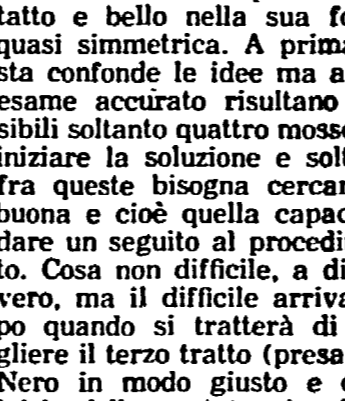 tatto e bello nella sua
quasi simmetrica. A prima
sta confonde le idee ma a
esame accurato risultano
sibili soltanto quattro mosse
iniziare la soluzione e solt
fra queste bisogna cercar
buona e cioè quella capac
dare un seguito al procedi
to. Cosa non difficile, a di
vero, ma il difficile arriva
po quando si tratterà di
gliere il terzo tratto (presa
Nero in modo giusto e